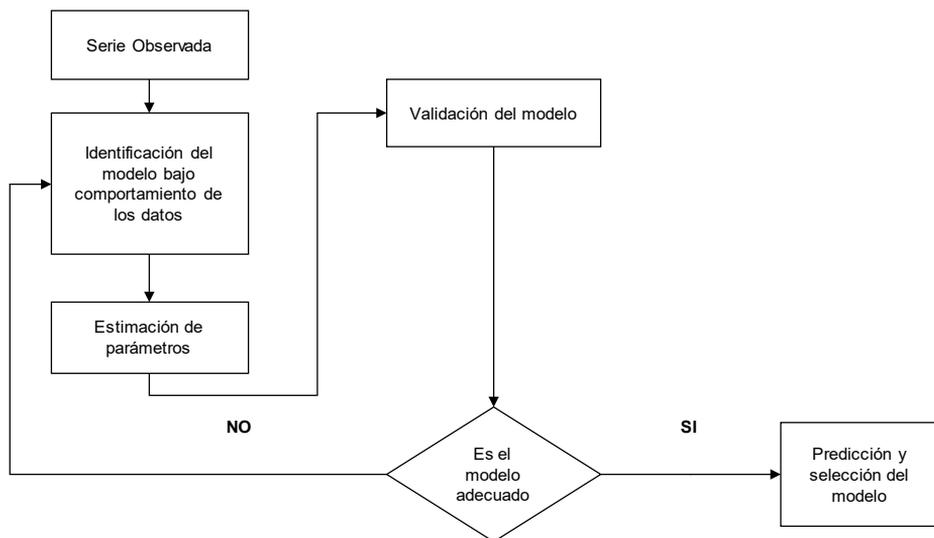 Serie Observada
Identificación del
modelo bajo
comportamiento de
los datos
Estimación de
parámetros
Validación del modelo
Es el
modelo
adecuado
NO
SI
Predicción y
selección del
modelo